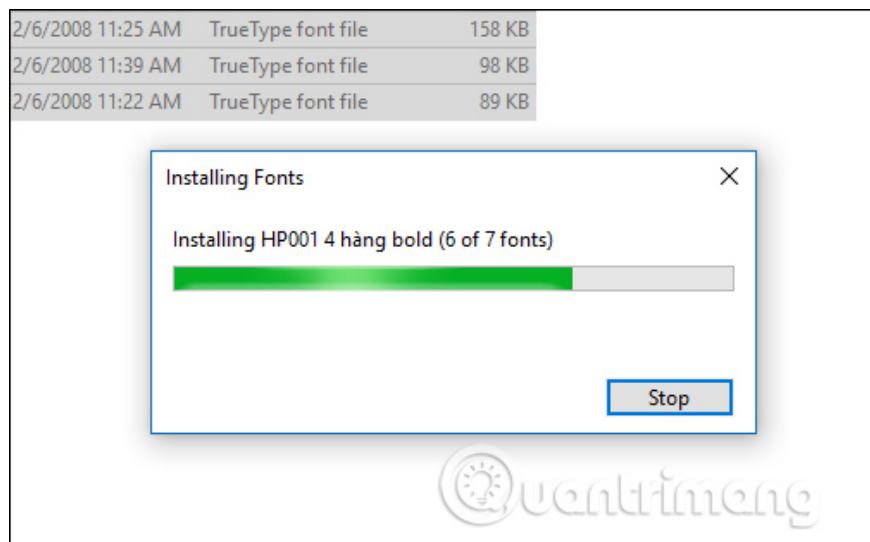 2/6/2008 11:25 AM TrueType font file 158 KB
2/6/2008 11:39 AM TrueType font file 98 KB
2/6/2008 11:22 AM TrueType font file 89 KB
Installing Fonts
Installing HP001 4 hàng bold (6 of 7 fonts)
Stop
Quantrimang